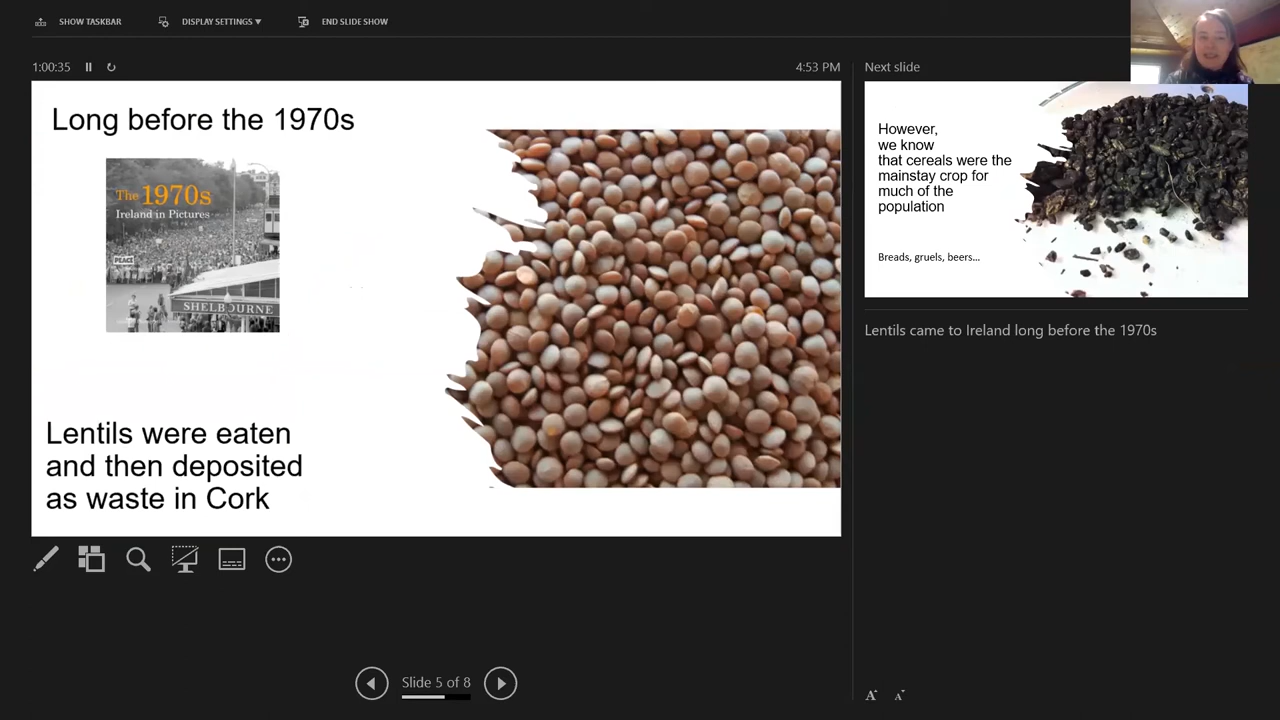 SHOW TASKBAR
DISPLAY SETTINGS ▼
END SLIDE SHOW
1:00:35
4:53 PM
Next slide
Long before the 1970s
The 1970s
Ireland in Pictures
PEACE
SHELBOURNE
Lentils were eaten
and then deposited
as waste in Cork
However,
we know
that cereals were the
mainstay crop for
much of the
population
Breads, gruels, beers...
Lentils came to Ireland long before the 1970s
Slide 5 of 8
A A